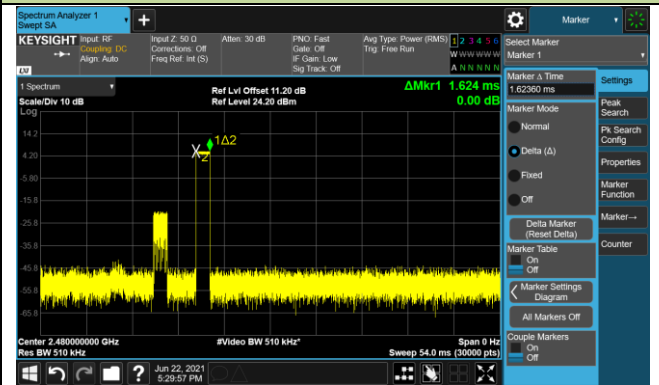 Spectrum Analyzer 1
Swept SA
Marker
KEYSIGHT Input: RF
Coupling: DC
Align: Auto
Input Z: 50 Ω
Corrections: Off
Freq Ref: Int (S)
Atten: 30 dB
PNO: Fast
Gate: Off
IF Gain: Low
Sig Track: Off
Avg Type: Power (RMS)
Trig: Free Run
1 2 3 4 5 6
W W W W W W
A N N N N N
LXI
Select Marker
Marker 1
1 Spectrum
Scale/Div 10 dB
Log
Ref Lvl Offset 11.20 dB
Ref Level 24.20 dBm
ΔMkr1 1.624 ms
0.00 dB
14.2
4.20
-5.80
-15.8
-25.8
-35.8
-45.8
-55.8
-65.8
1Δ2
X2
Center 2.480000000 GHz
Res BW 510 kHz
#Video BW 510 kHz*
Span 0 Hz
Sweep 54.0 ms (30000 pts)
Marker Δ Time
1.62360 ms
Marker Mode
Normal
Delta (Δ)
Fixed
Off
Delta Marker
(Reset Delta)
Marker Table
On
Off
Marker Settings
Diagram
All Markers Off
Couple Markers
On
Off
Settings
Peak
Search
Pk Search
Config
Properties
Marker
Function
Marker→
Counter
Jun 22, 2021
5:29:57 PM